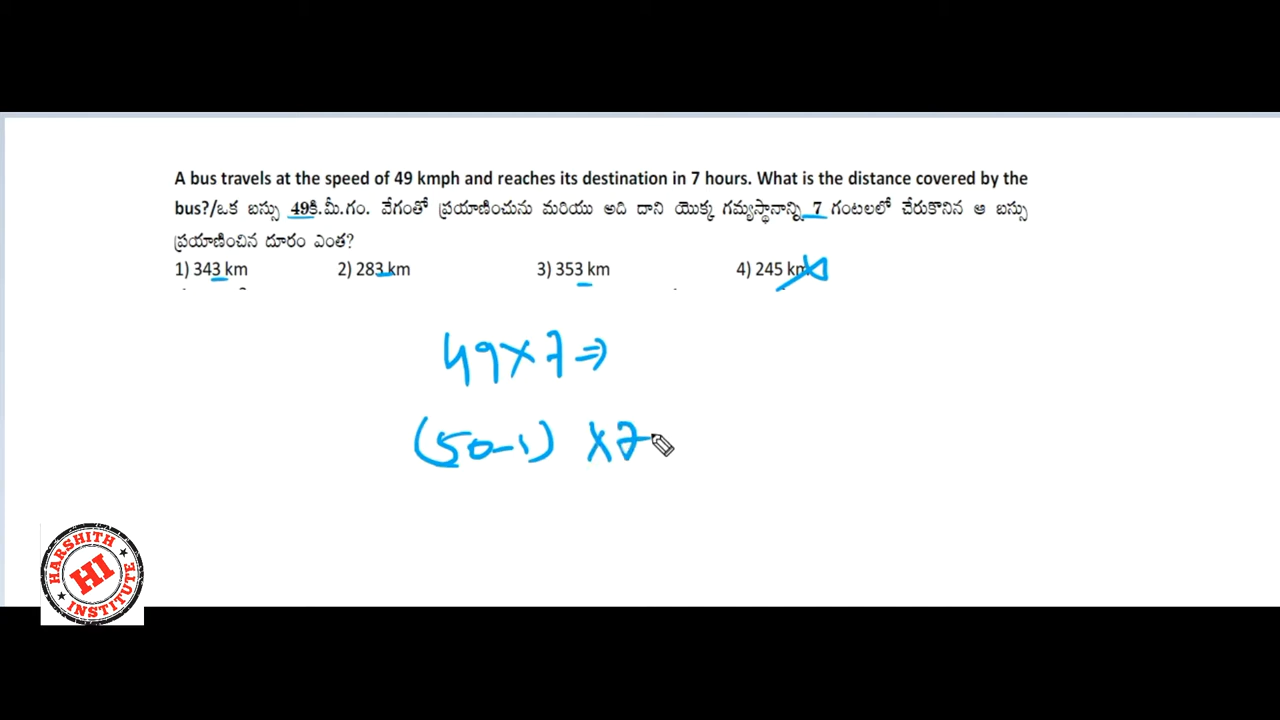 A bus travels at the speed of 49 kmph and reaches its destination in 7 hours. What is the distance covered by the
bus?/ఒక బస్సు 49కి.మీ.గం. వేగంతో ప్రయాణించును మరియు అది దాని యొక్క గమ్యస్థానాన్ని 7 గంటలలో చేరుకొనిన ఆ బస్సు
ప్రయాణించిన దూరం ఎంత?
1) 343 km 2) 283 km 3) 353 km 4) 245 km
49×7⇒
(50-1) ×7
HARSHITH
HI
INSTITUTE